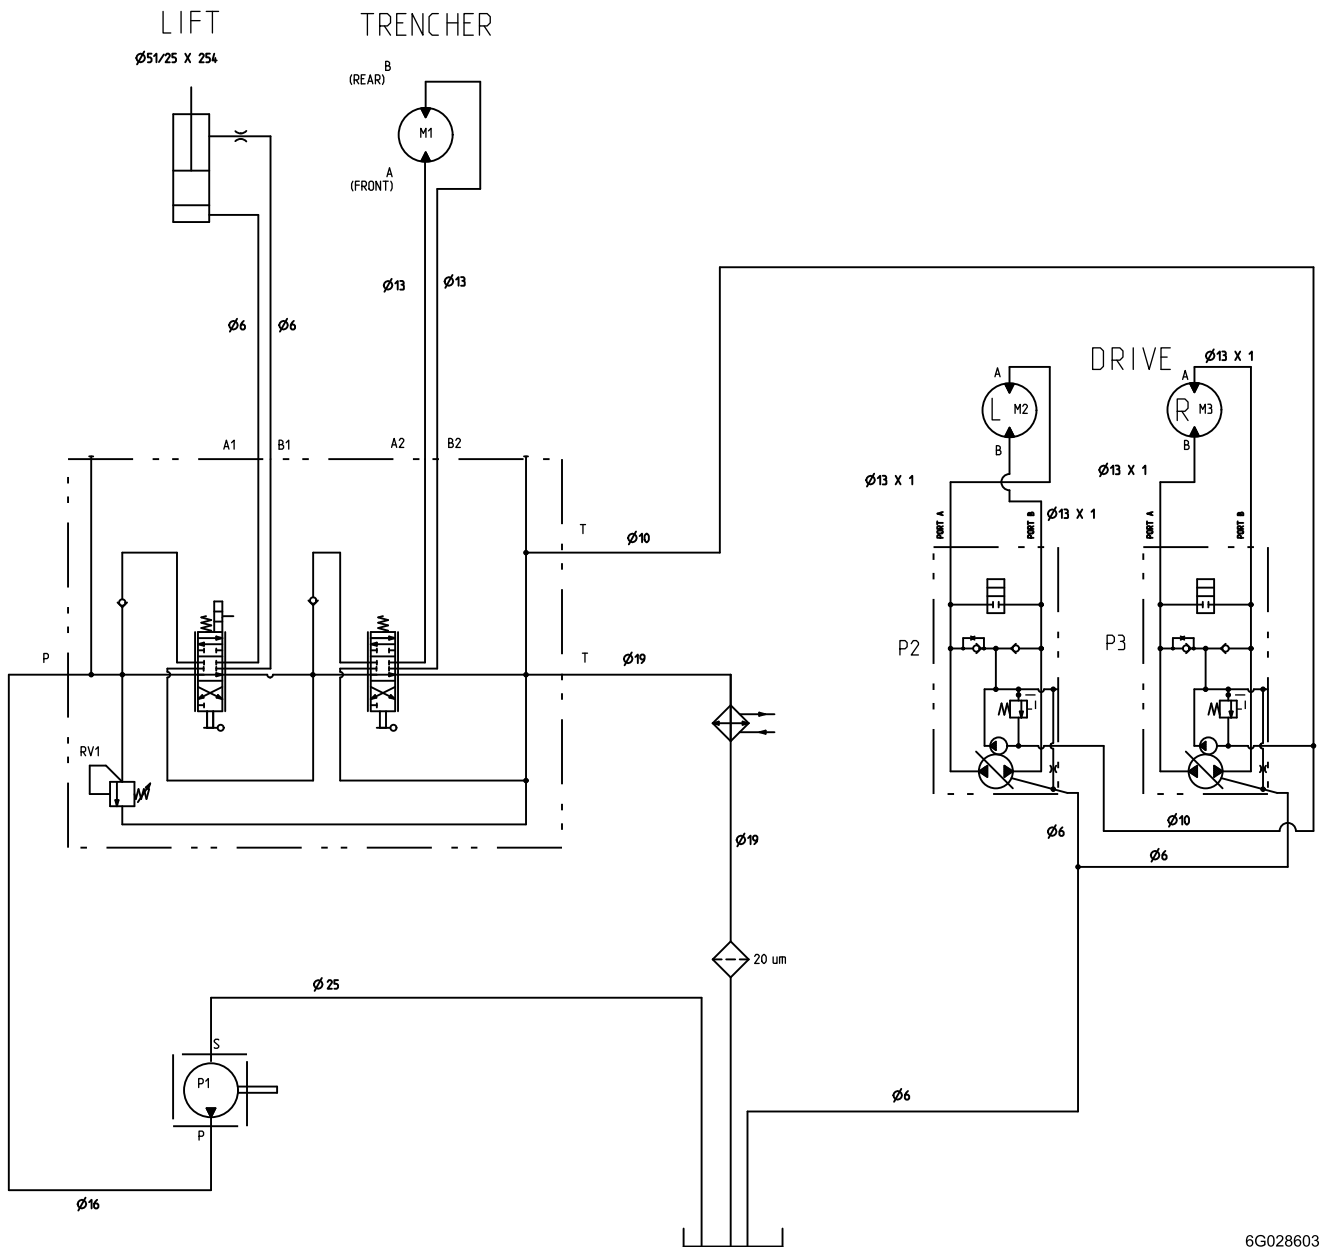 LIFT
TRENCHER
Ø51/25 X 254
B
(REAR)
M1
A
(FRONT)
Ø13
Ø13
Ø6
Ø6
DRIVE
Ø13 X 1
A
L
M2
B
A
R
M3
B
A1
B1
A2
B2
Ø13 X 1
Ø13 X 1
PORT A
PORT B
Ø13 X 1
PORT A
PORT B
T
Ø10
P
T
Ø19
P2
P3
RV1
Ø10
Ø6
Ø6
Ø19
20 um
Ø 25
S
P1
P
Ø6
Ø16
6G028603